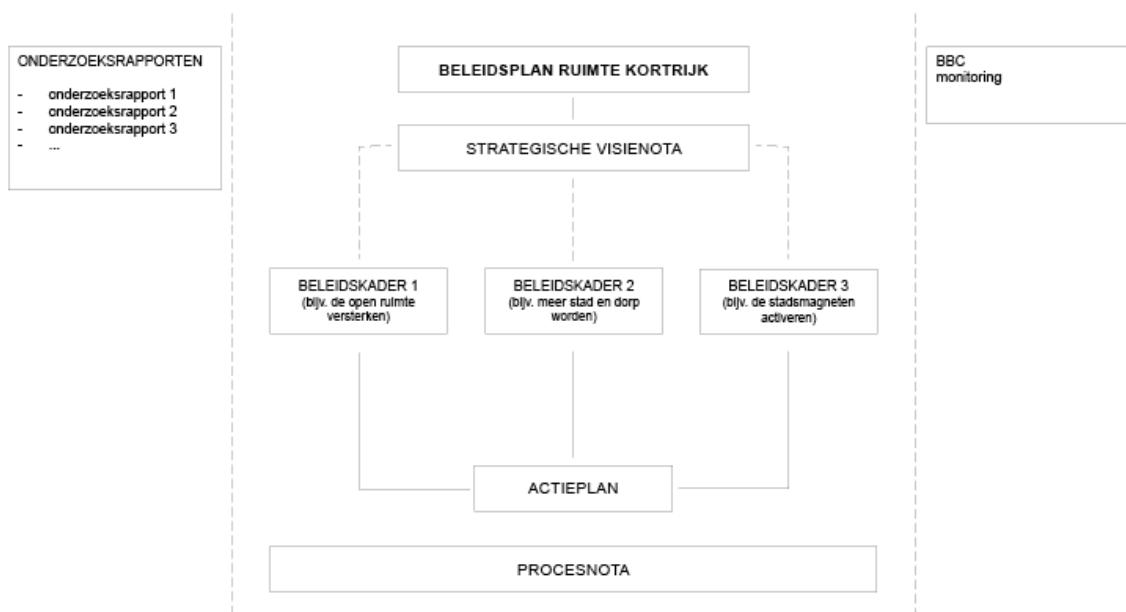 ONDERZOEKSRAPPORTEN
- onderzoeksrapport 1
- onderzoeksrapport 2
- onderzoeksrapport 3
- ...
BELEIDSPLAN RUIMTE KORTRIJK
STRATEGISCHE VISIENOTA
BELEIDSKADER 1
(bijv. de open ruimte
versterken)
BELEIDSKADER 2
(bijv. meer stad en dorp
worden)
BELEIDSKADER 3
(bijv. de stadsmagneten
activeren)
ACTIEPLAN
PROCESNOTA
BBC
monitoring